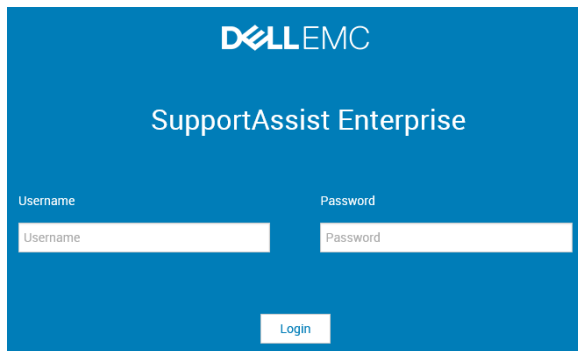 DELLEMC
SupportAssist Enterprise
Username Password
Username Password
Login